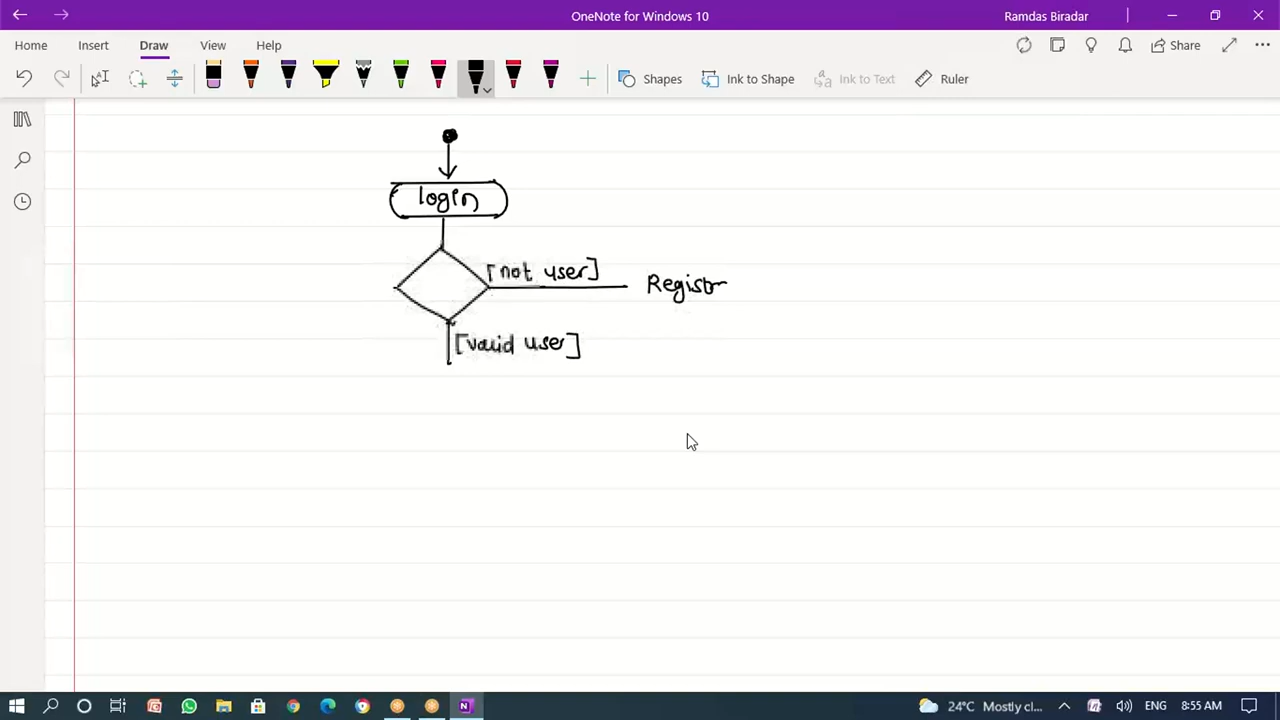 OneNote for Windows 10
Ramdas Biradar
Home Insert Draw View Help
Share
Shapes Ink to Shape Ink to Text Ruler
login
[not user]
Registr
[valid user]
24°C Mostly cl...
ENG 8:55 AM